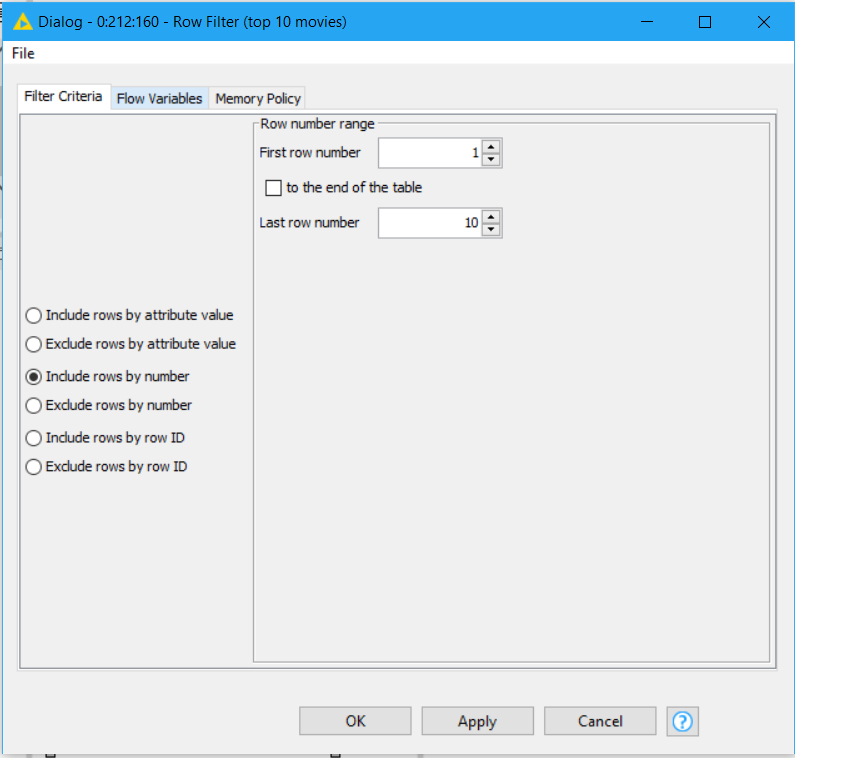 Dialog - 0:212:160 - Row Filter (top 10 movies)
File
Filter Criteria Flow Variables Memory Policy
Row number range
First row number 1
to the end of the table
Last row number 10
Include rows by attribute value
Exclude rows by attribute value
Include rows by number
Exclude rows by number
Include rows by row ID
Exclude rows by row ID
OK Apply Cancel ?